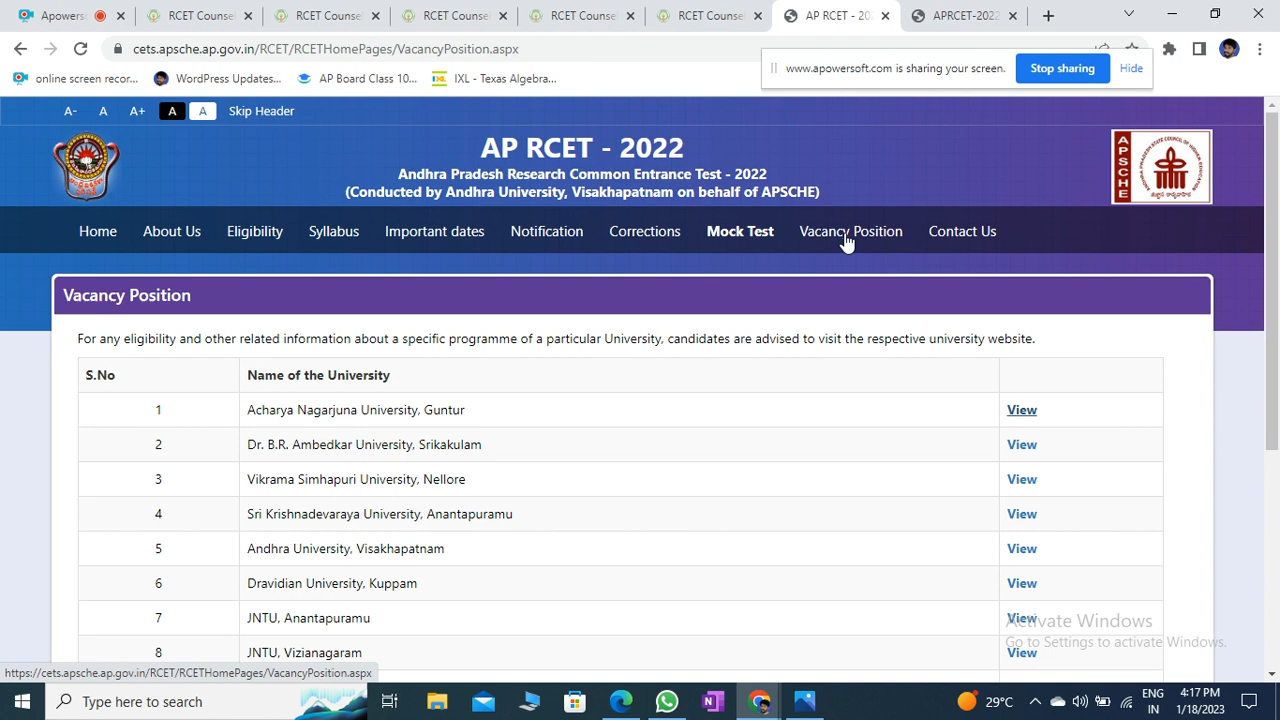 Apowers
RCET Counse
RCET Counse
RCET Counse
RCET Counse
RCET Counse
AP RCET - 20
APRCET-2022
cets.apsche.ap.gov.in/RCET/RCETHomePages/VacancyPosition.aspx
online screen recor...
WordPress Updates...
AP Board Class 10...
IXL - Texas Algebra...
www.apowersoft.com is sharing your screen.
Stop sharing
Hide
A-
A
A+
A
A
Skip Header
AP RCET - 2022
Andhra Pradesh Research Common Entrance Test - 2022
(Conducted by Andhra University, Visakhapatnam on behalf of APSCHE)
APSCHE
Home
About Us
Eligibility
Syllabus
Important dates
Notification
Corrections
Mock Test
Vacancy Position
Contact Us
Vacancy Position
For any eligibility and other related information about a specific programme of a particular University, candidates are advised to visit the respective university website.
S.No Name of the University
1 Acharya Nagarjuna University, Guntur View
2 Dr. B.R. Ambedkar University, Srikakulam View
3 Vikrama Simhapuri University, Nellore View
4 Sri Krishnadevaraya University, Anantapuramu View
5 Andhra University, Visakhapatnam View
6 Dravidian University, Kuppam View
7 JNTU, Anantapuramu View
8 JNTU, Vizianagaram View
Activate Windows
Go to Settings to activate Windows.
https://cets.apsche.ap.gov.in/RCET/RCETHomePages/VacancyPosition.aspx
Type here to search
29°C
ENG
IN
4:17 PM
1/18/2023